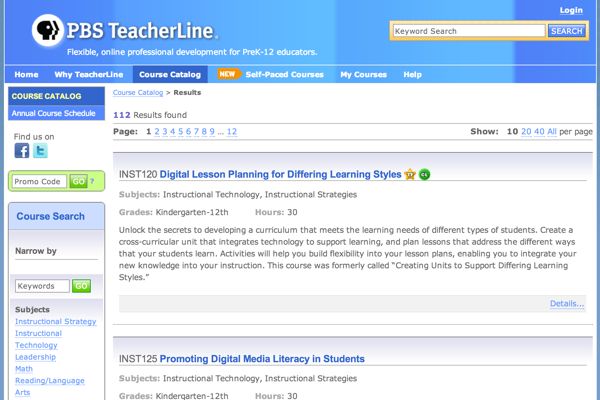 Login
PBS TeacherLine.
Flexible, online professional development for PreK-12 educators.
Keyword Search SEARCH
Home Why TeacherLine Course Catalog NEW Self-Paced Courses My Courses Help
COURSE CATALOG
Annual Course Schedule
Find us on
Promo Code GO ?
Course Search
Narrow by
Keywords GO
Subjects
Instructional Strategy
Instructional
Technology
Leadership
Math
Reading/Language
Arts
Course Catalog > Results
112 Results found
Page: 1 2 3 4 5 6 7 8 9 ... 12 Show: 10 20 40 All per page
INST120 Digital Lesson Planning for Differing Learning Styles
Subjects: Instructional Technology, Instructional Strategies
Grades: Kindergarten-12th Hours: 30
Unlock the secrets to developing a curriculum that meets the learning needs of different types of students. Create a
cross-curricular unit that integrates technology to support learning, and plan lessons that address the different ways
that your students learn. Activities will help you build flexibility into your lesson plans, enabling you to integrate your
new knowledge into your instruction. This course was formerly called “Creating Units to Support Differing Learning
Styles.”
Details...
INST125 Promoting Digital Media Literacy in Students
Subjects: Instructional Technology, Instructional Strategies
Grades: Kindergarten-12th Hours: 30